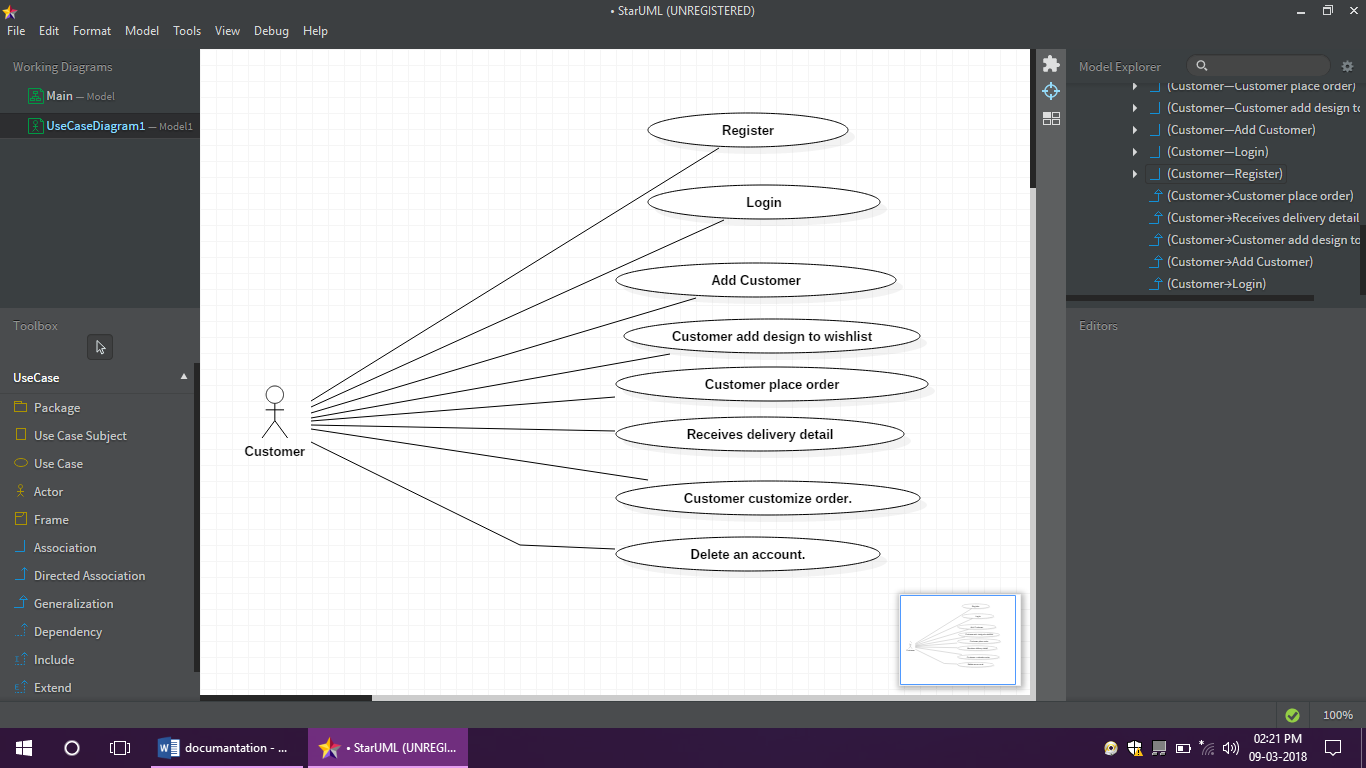 • StarUML (UNREGISTERED)
File Edit Format Model Tools View Debug Help
Working Diagrams
Main — Model
UseCaseDiagram1 — Model1
Toolbox
UseCase
Package
Use Case Subject
Use Case
Actor
Frame
Association
Directed Association
Generalization
Dependency
Include
Extend
Register
Login
Add Customer
Customer add design to wishlist
Customer place order
Receives delivery detail
Customer customize order.
Delete an account.
Customer
Model Explorer
(Customer—Customer place order)
(Customer—Customer add design to
(Customer—Add Customer)
(Customer—Login)
(Customer—Register)
(Customer→Customer place order)
(Customer→Receives delivery detail
(Customer→Customer add design to
(Customer→Add Customer)
(Customer→Login)
Editors
100%
documantation - ...
• StarUML (UNREGI...
02:21 PM
09-03-2018